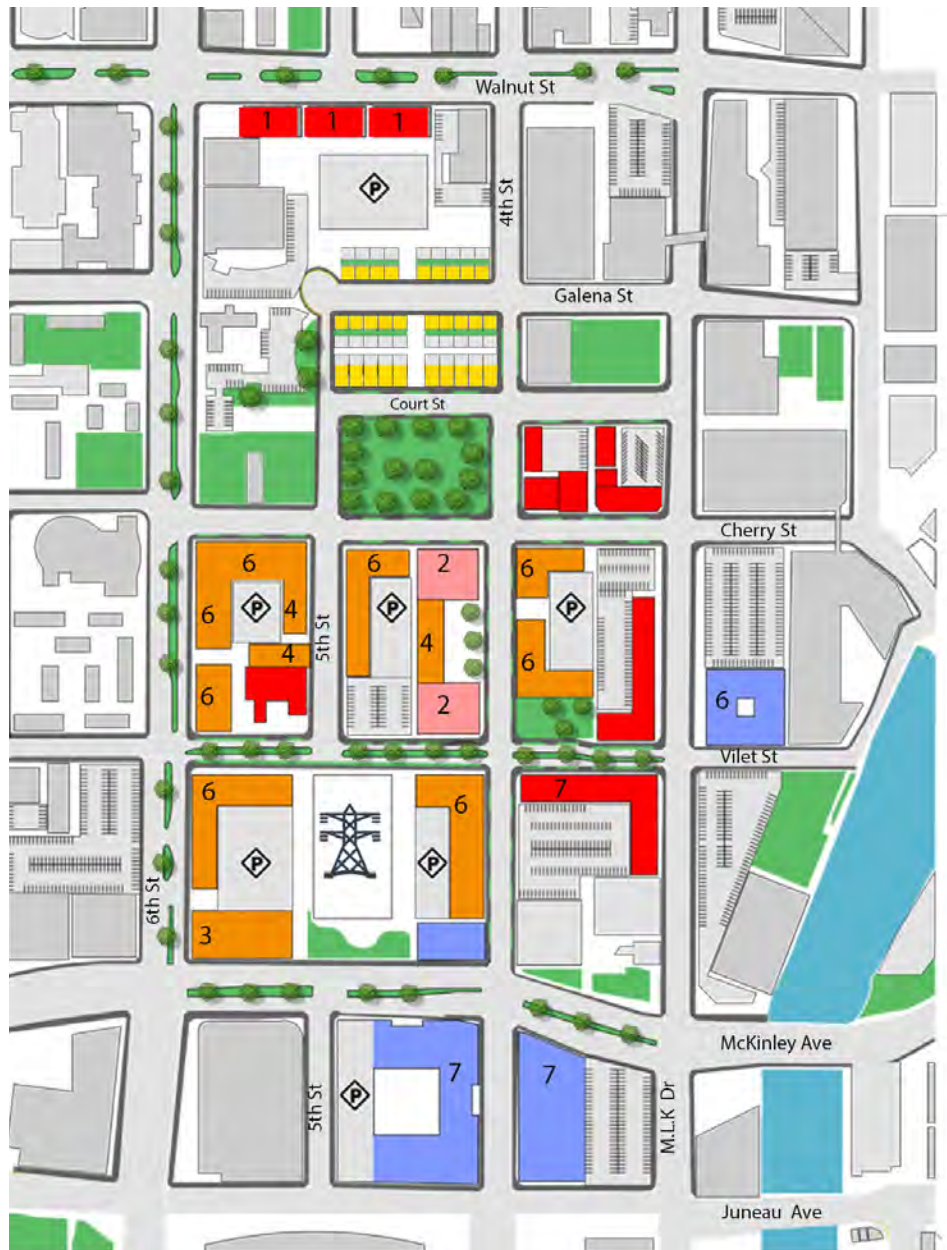 Walnut St
1 1 1
P
4th St
Galena St
Court St
Cherry St
6 6 2 6
6 P 4 P P
5th St
4 4 6
6 2 6
Vilet St
6 6 7
P P
6th St
3
McKinley Ave
5th St
P 7 7
M.L.K Dr
Juneau Ave